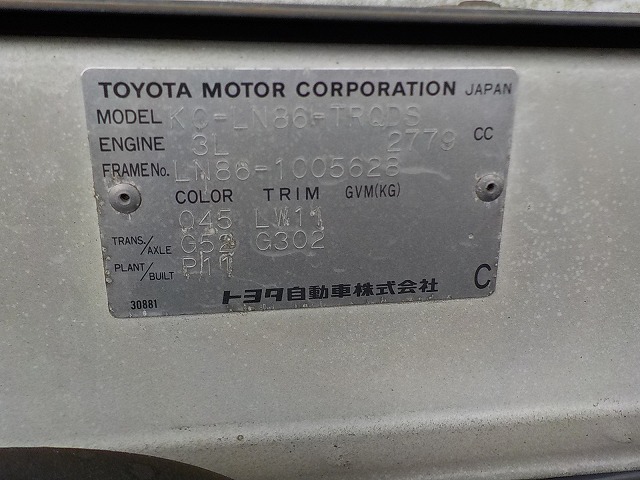 TOYOTA MOTOR CORPORATION JAPAN
MODEL KC-LN86-TRQDS
ENGINE 3L 2779 CC
FRAME No. LN86-1005628
COLOR TRIM GVM(KG)
045 LW11
TRANS./AXLE G52 G302
PLANT/BUILT P11
30881 トヨタ自動車株式会社 C